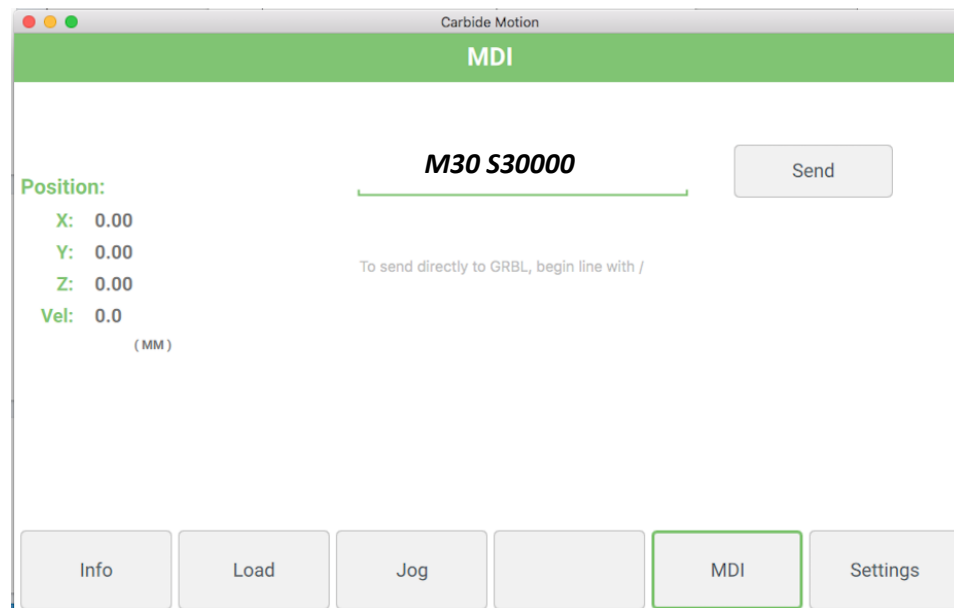 Carbide Motion
MDI
M30 S30000
Send
Position:
X: 0.00
Y: 0.00
To send directly to GRBL, begin line with /
Z: 0.00
Vel: 0.0
( MM )
Info Load Jog MDI Settings